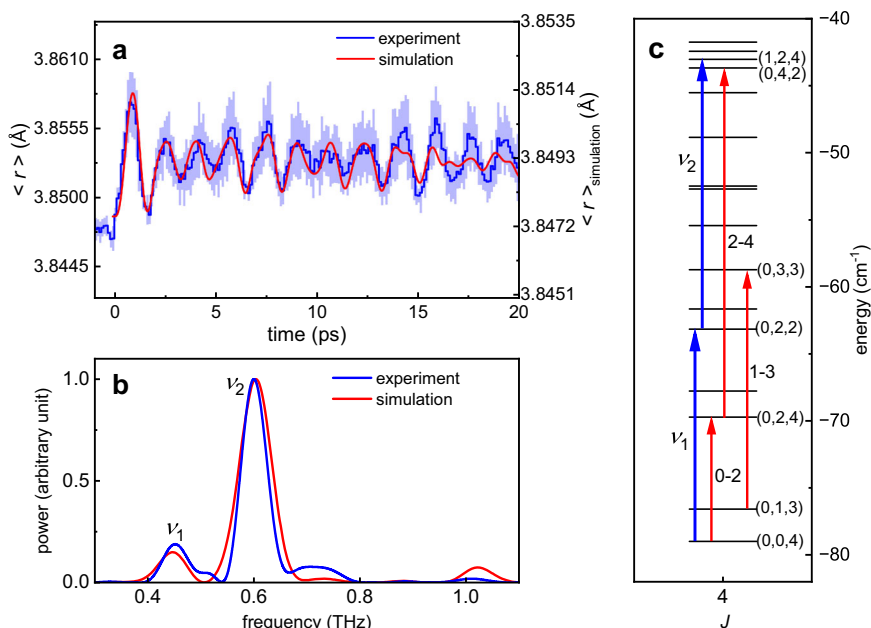 a
experiment
simulation
3.8610
3.8555
3.8500
3.8445
< r > (Å)
3.8535
3.8514
3.8493
3.8472
3.8451
< r >simulation (Å)
0 5 10 15 20
time (ps)
b
experiment
simulation
ν1
ν2
1.0
0.5
0.0
power (arbitrary unit)
0.4 0.6 0.8 1.0
frequency (THz)
c
(1,2,4)
(0,4,2)
ν2
2-4
(0,3,3)
(0,2,2)
1-3
ν1
(0,2,4)
0-2
(0,1,3)
(0,0,4)
−40
−50
−60
−70
−80
energy (cm-1)
4
J